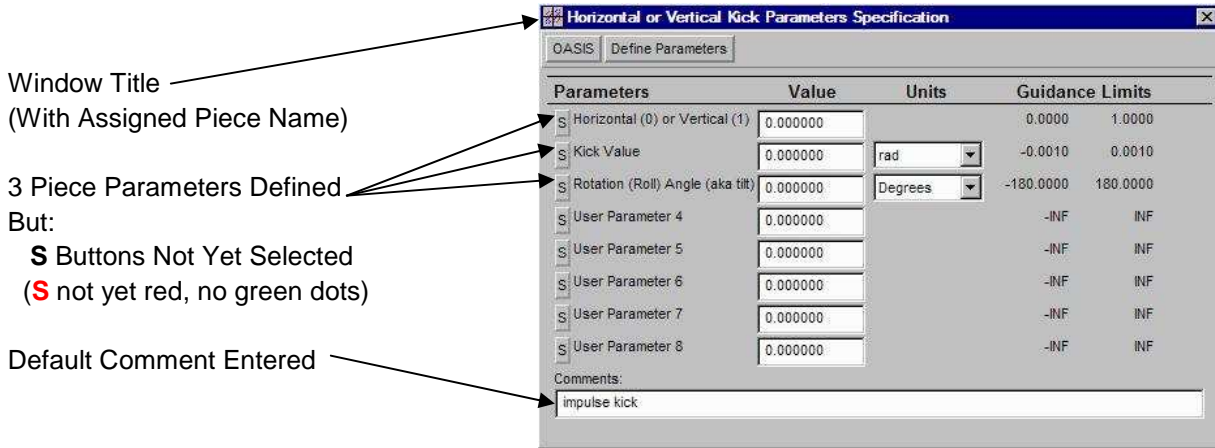 Window Title
(With Assigned Piece Name)
3 Piece Parameters Defined
But:
S Buttons Not Yet Selected
(S not yet red, no green dots)
Default Comment Entered
Horizontal or Vertical Kick Parameters Specification
OASIS Define Parameters
Parameters Value Units Guidance Limits
S Horizontal (0) or Vertical (1) 0.000000 0.0000 1.0000
S Kick Value 0.000000 rad -0.0010 0.0010
S Rotation (Roll) Angle (aka tilt) 0.000000 Degrees -180.0000 180.0000
S User Parameter 4 0.000000 -INF INF
S User Parameter 5 0.000000 -INF INF
S User Parameter 6 0.000000 -INF INF
S User Parameter 7 0.000000 -INF INF
S User Parameter 8 0.000000 -INF INF
Comments:
impulse kick